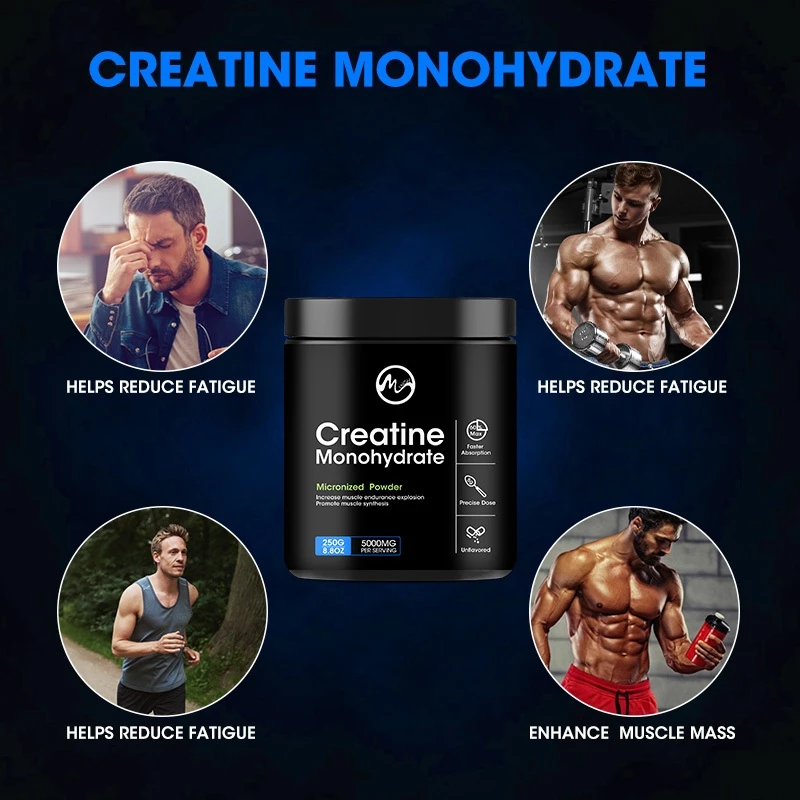 CREATINE MONOHYDRATE
HELPS REDUCE FATIGUE
HELPS REDUCE FATIGUE
M
Creatine
Monohydrate
Micronized Powder
Increase muscle endurance explosion
Promote muscle synthesis
250G
8.8OZ
5000MG
PER SERVING
Max
Faster
Absorption
Precise Dose
Unflavored
HELPS REDUCE FATIGUE
ENHANCE MUSCLE MASS